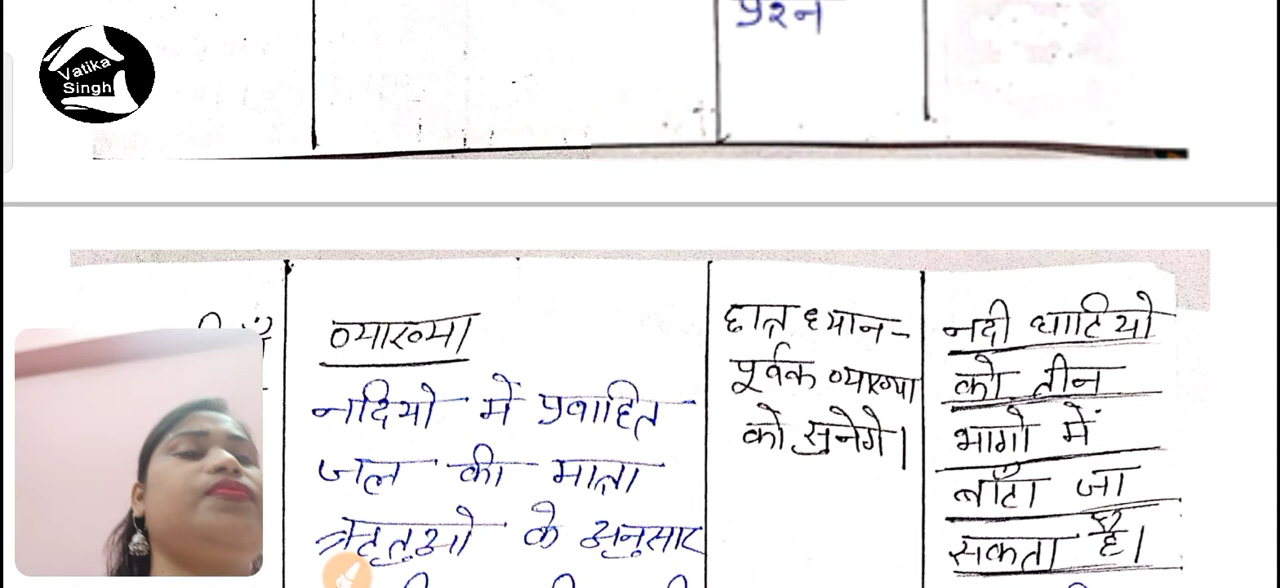 Vatika
Singh
प्रश्न
व्याख्या
नदियो में प्रवाहित
जल की मात्रा
ऋतुओ के अनुसार
छात्र ध्यान-
पूर्वक व्याख्या
को सुनेगे।
नदी घाटियो
को तीन
भागो में
बाँटा जा
सकता है।